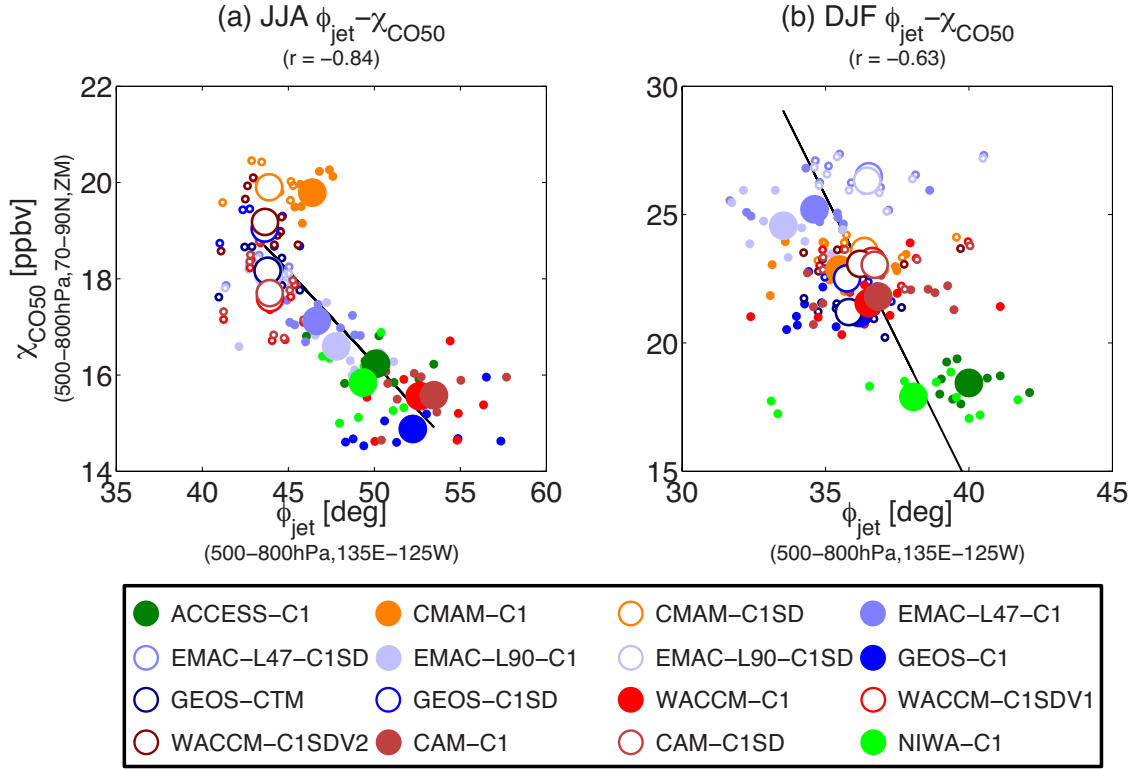 (a) JJA ϕjet−χCO50
(r = −0.84)
22
20
18
16
14
χCO50 [ppbv]
(500−800hPa,70−90N,ZM)
35 40 45 50 55 60
ϕjet [deg]
(500−800hPa,135E−125W)
(b) DJF ϕjet−χCO50
(r = −0.63)
30
25
20
15
30 35 40 45
ϕjet [deg]
(500−800hPa,135E−125W)
ACCESS−C1 CMAM−C1 CMAM−C1SD EMAC−L47−C1
EMAC−L47−C1SD EMAC−L90−C1 EMAC−L90−C1SD GEOS−C1
GEOS−CTM GEOS−C1SD WACCM−C1 WACCM−C1SDV1
WACCM−C1SDV2 CAM−C1 CAM−C1SD NIWA−C1